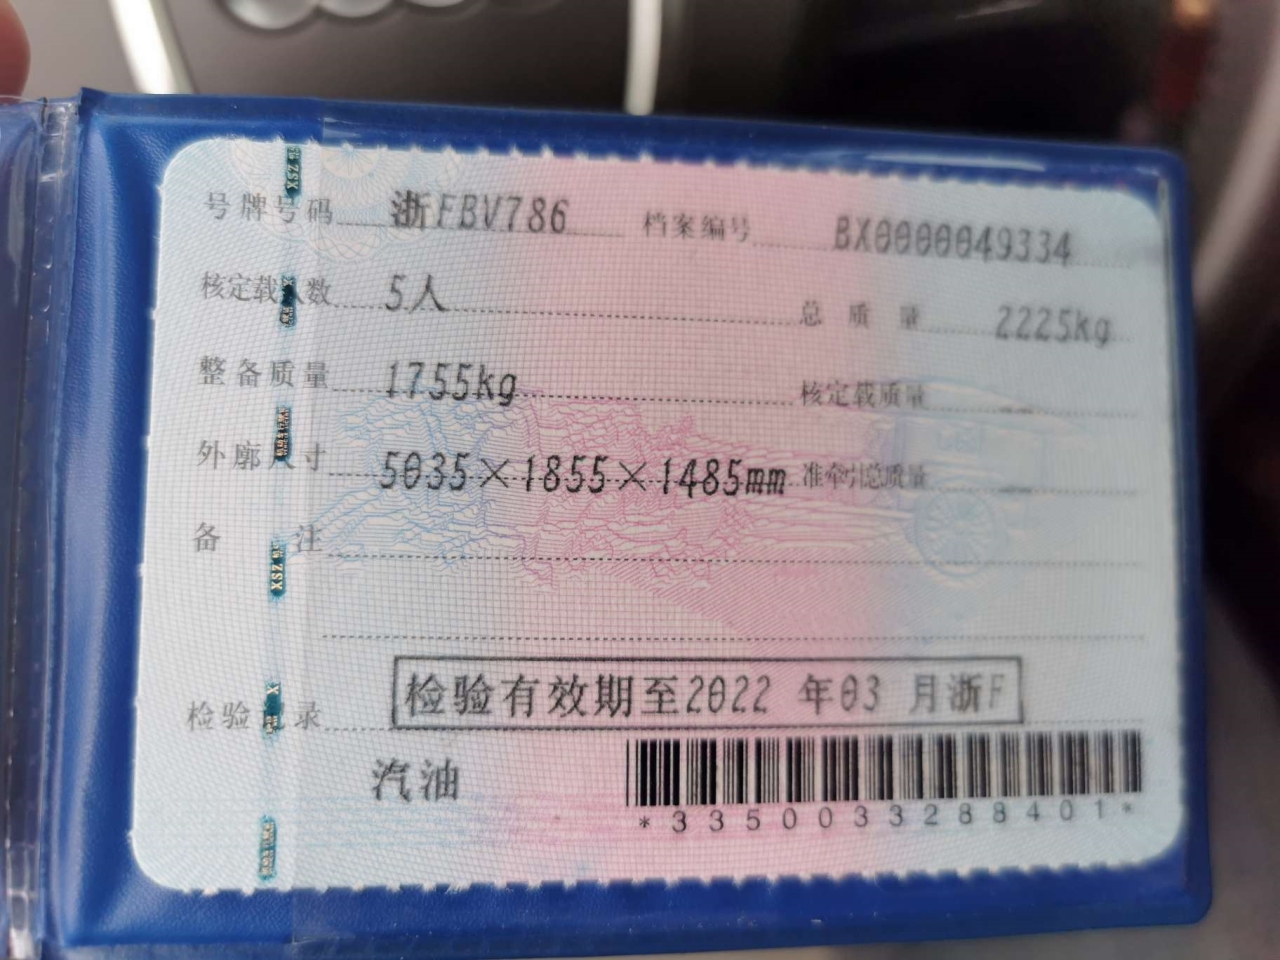 号牌号码 浙FBV786 档案编号 BX0000049334
核定载人数 5人 总质量 2225kg
整备质量 1755kg 核定载质量 --
外廓尺寸 5035×1855×1485mm 准牵引总质量 --
备注
检验记录 检验有效期至2022 年03 月浙F
汽油
*3350033288401*
XSZ